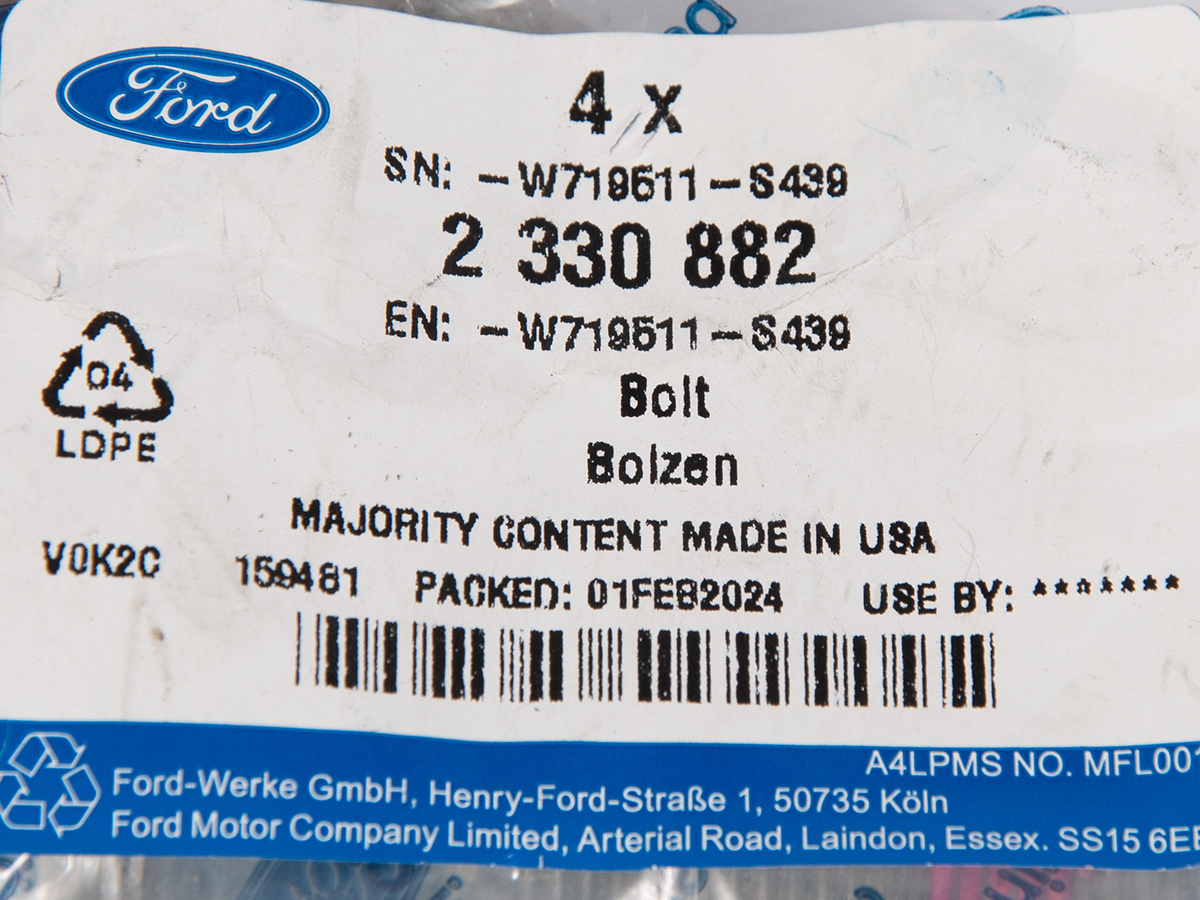 Ford
4 x
SN: -W719511-S439
2 330 882
EN: -W719511-S439
Bolt
Bolzen
04
LDPE
MAJORITY CONTENT MADE IN USA
V0K2C 159481 PACKED: 01FEB2024 USE BY: ********
A4LPMS NO. MFL001
Ford-Werke GmbH, Henry-Ford-Straße 1, 50735 Köln
Ford Motor Company Limited, Arterial Road, Laindon, Essex. SS15 6EE